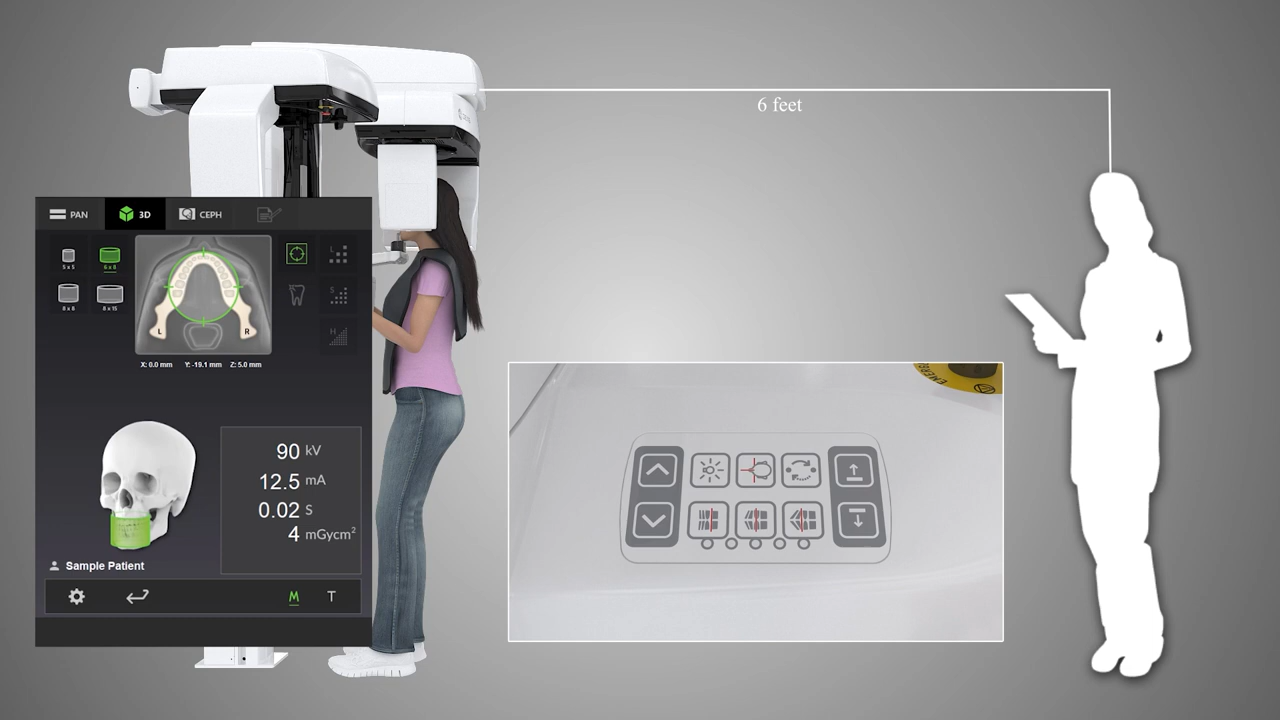 6 feet
PAN
3D
CEPH
5 x 5
6 x 8
8 x 8
8 x 15
L
S
H
L
R
X: 0.0 mm Y: -19.1 mm Z: 5.0 mm
90 kV
12.5 mA
0.02 S
4 mGycm²
Sample Patient
M
T
EMERG